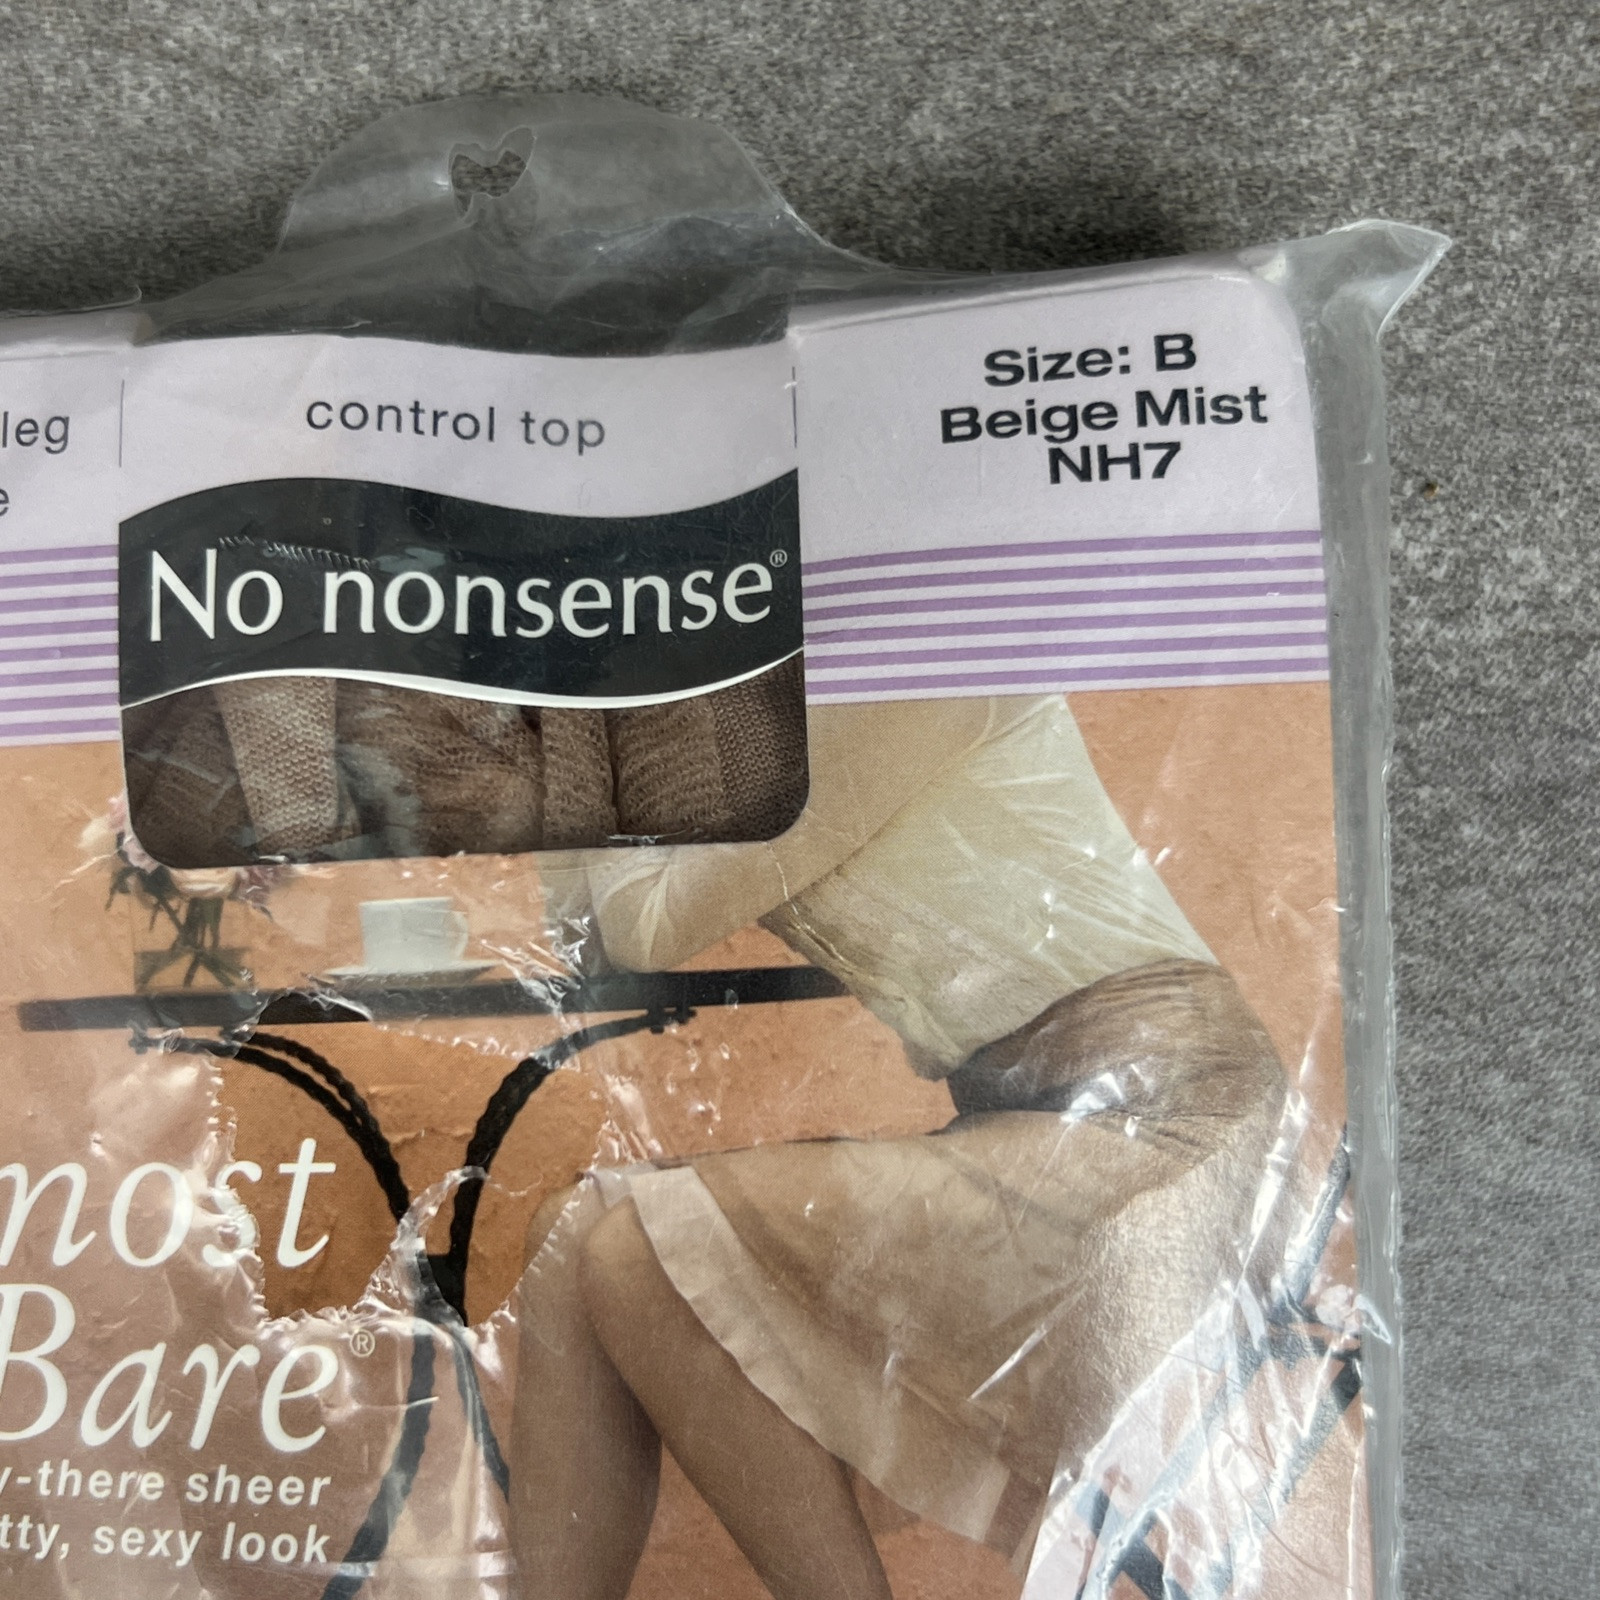 leg
e
control top
Size: B
Beige Mist
NH7
No nonsense®
most
Bare®
y-there sheer
tty, sexy look